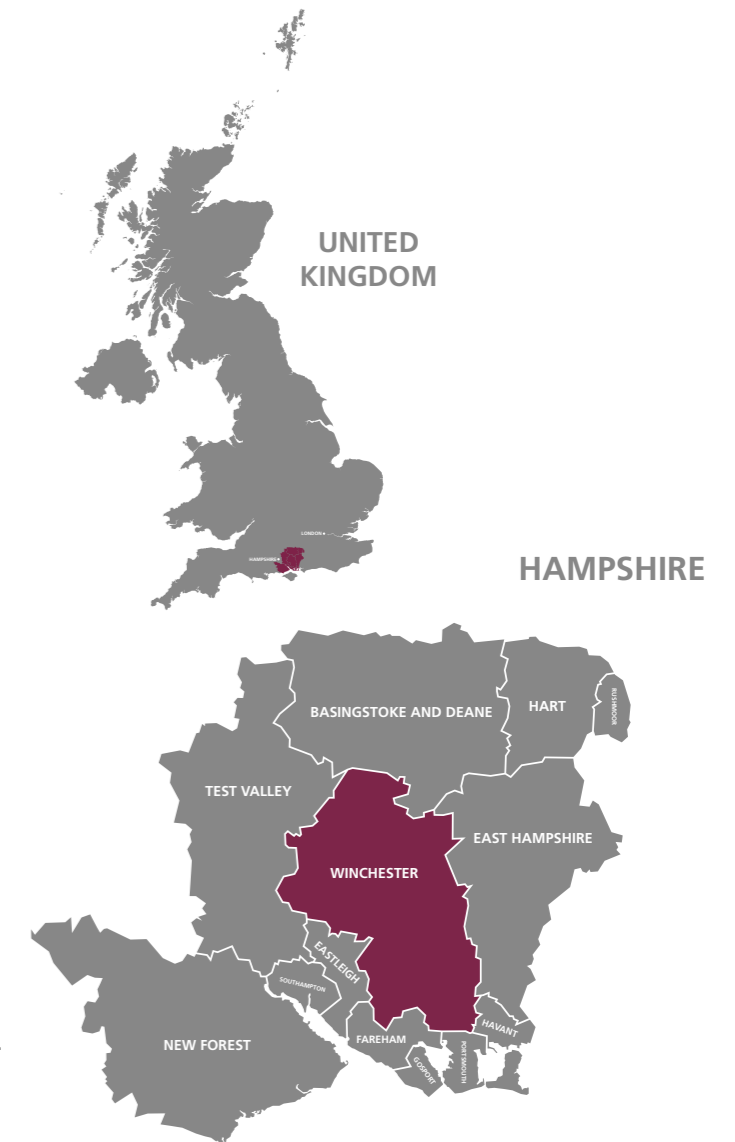 UNITED
KINGDOM
LONDON
HAMPSHIRE
HAMPSHIRE
BASINGSTOKE AND DEANE
HART
RUSHMOOR
TEST VALLEY
EAST HAMPSHIRE
WINCHESTER
EASTLEIGH
SOUTHAMPTON
NEW FOREST
FAREHAM
HAVANT
GOSPORT
PORTSMOUTH